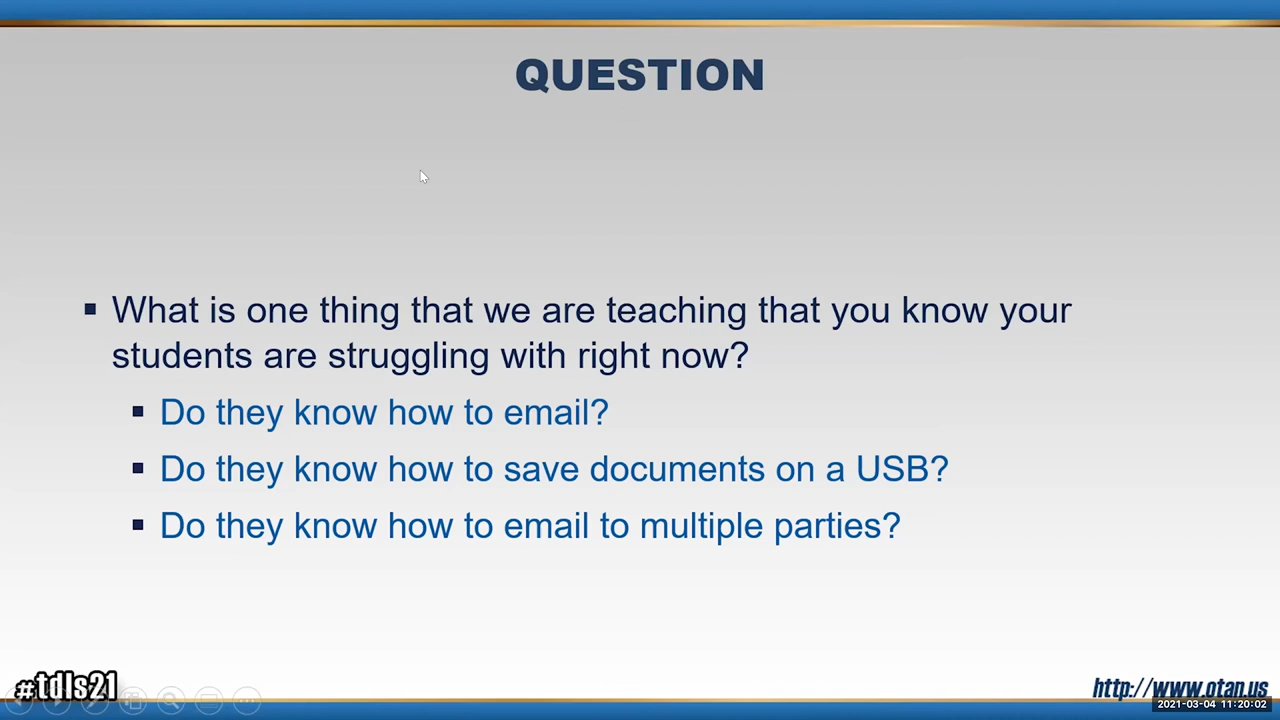 QUESTION
What is one thing that we are teaching that you know your
students are struggling with right now?
Do they know how to email?
Do they know how to save documents on a USB?
Do they know how to email to multiple parties?
#tdls21
http://www.otan.us
2021-03-04 11:20:02